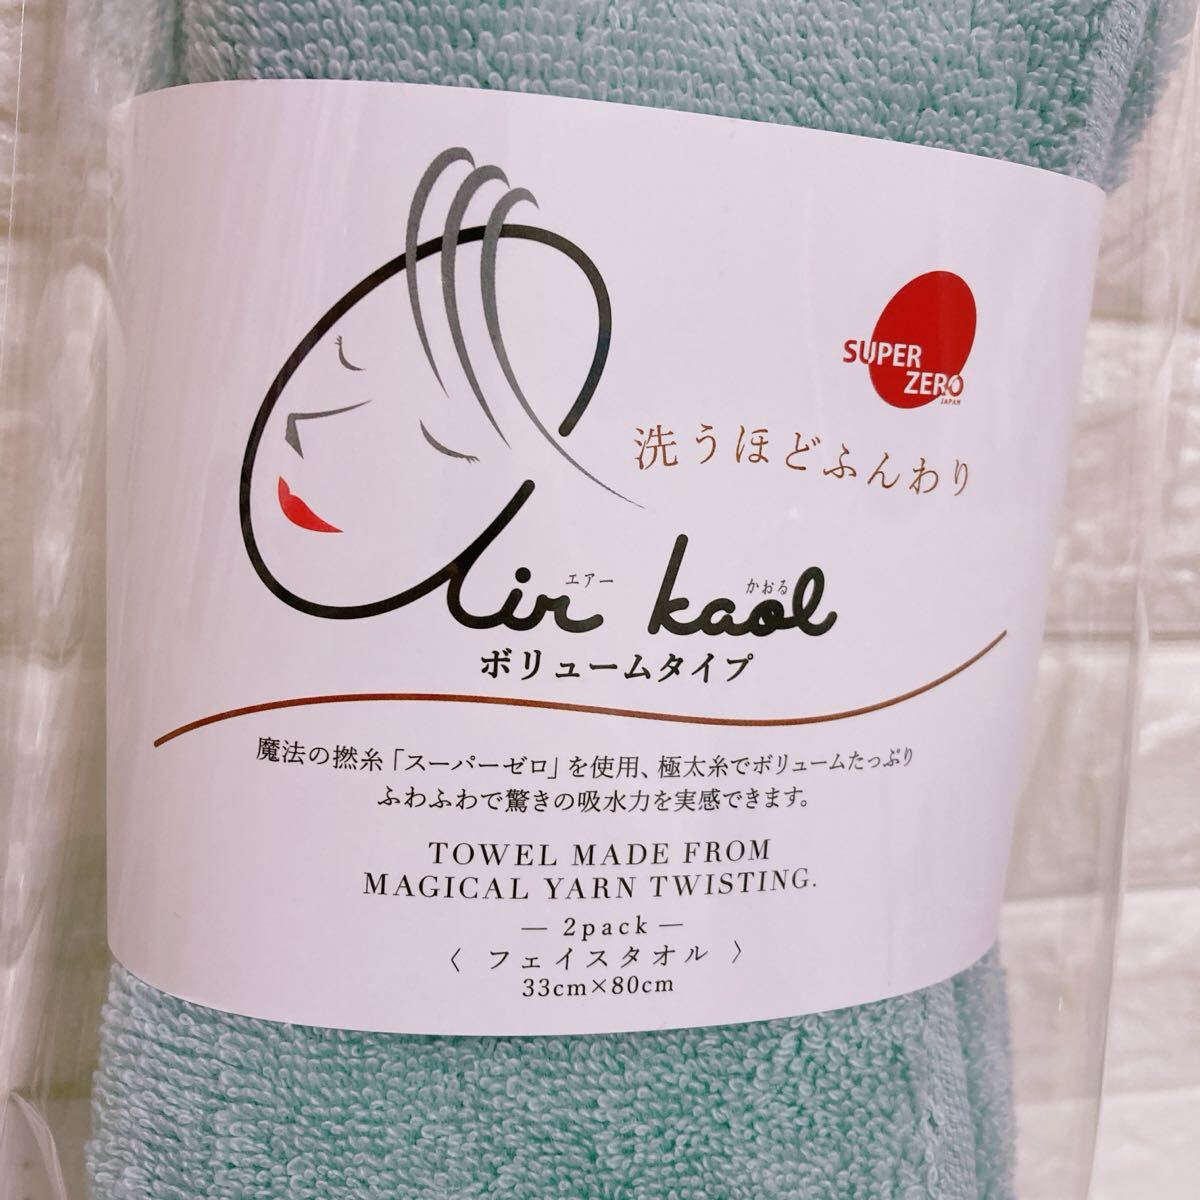 SUPER
ZERO
JAPAN
洗うほどふんわり
エアー かおる
air kaol
ボリュームタイプ
魔法の撚糸「スーパーゼロ」を使用、極太糸でボリュームたっぷり
ふわふわで驚きの吸水力を実感できます。
TOWEL MADE FROM
MAGICAL YARN TWISTING.
— 2pack —
〈 フェイスタオル 〉
33cm×80cm